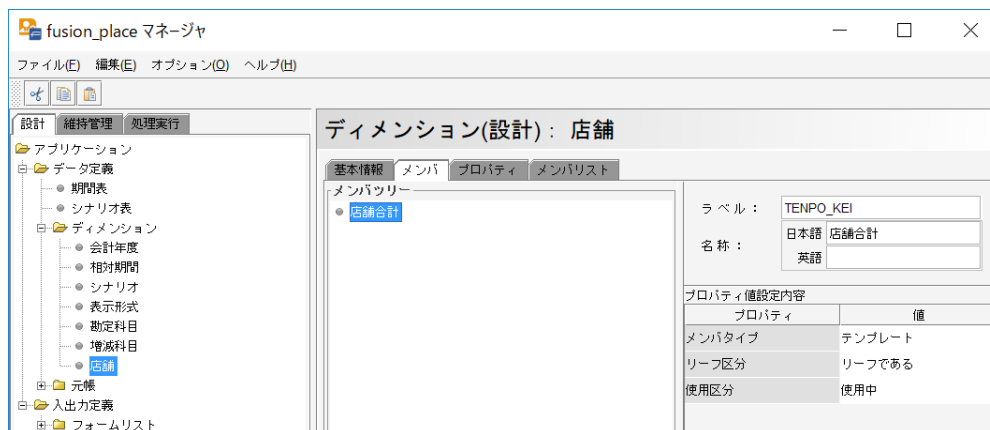 fusion_place マネージャ
ファイル(F) 編集(E) オプション(O) ヘルプ(H)
設計 維持管理 処理実行
アプリケーション
データ定義
期間表
シナリオ表
ディメンション
会計年度
相対期間
シナリオ
表示形式
勘定科目
増減科目
店舗
元帳
入出力定義
フォームリスト
ディメンション(設計): 店舗
基本情報 メンバ プロパティ メンバリスト
メンバツリー
店舗合計
ラベル: TENPO_KEI
名称: 日本語 店舗合計
英語
プロパティ値設定内容
プロパティ 値
メンバタイプ テンプレート
リーフ区分 リーフである
使用区分 使用中